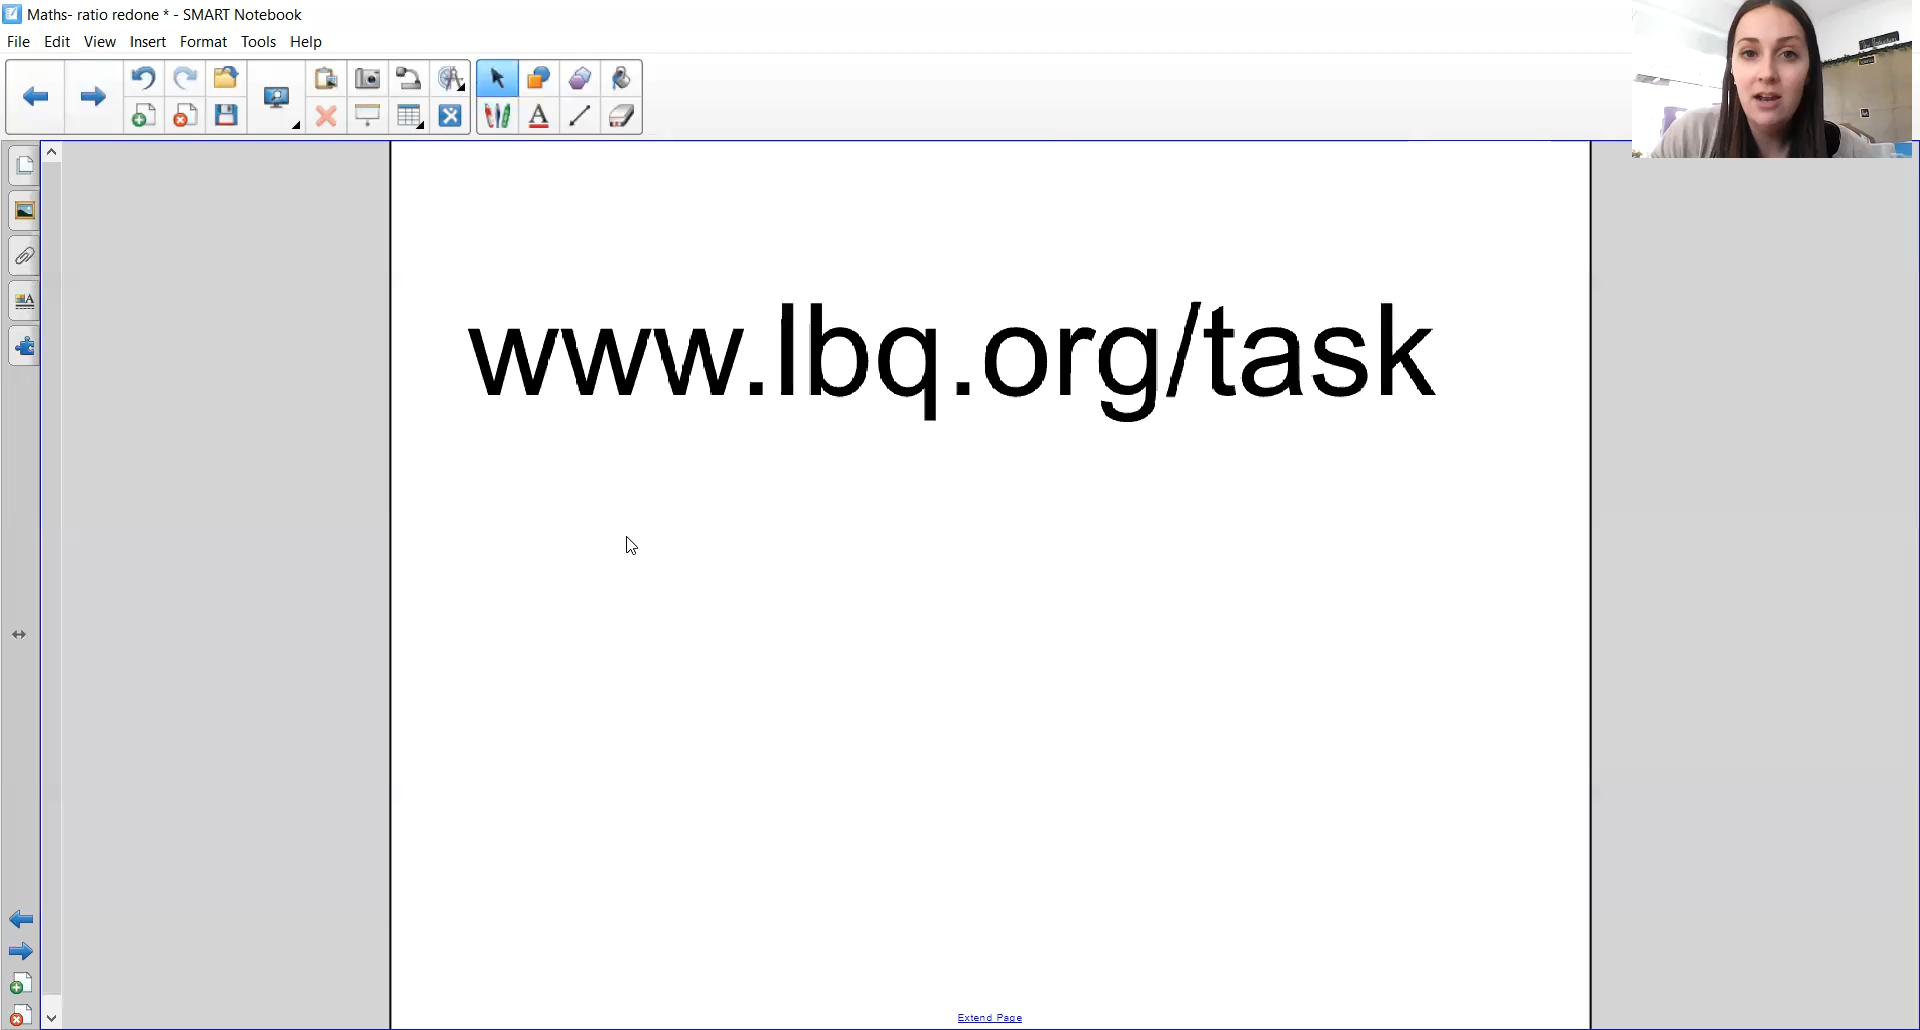 Maths- ratio redone * - SMART Notebook
File Edit View Insert Format Tools Help
www.lbq.org/task
Extend Page